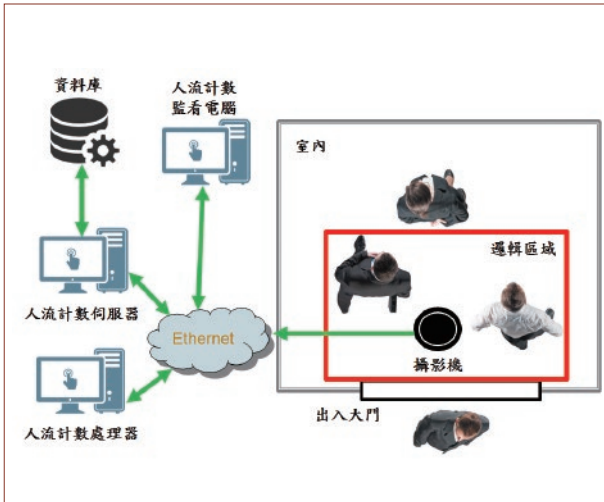 資料庫
人流計數
監看電腦
室內
邏輯區域
人流計數伺服器
Ethernet
攝影機
出入大門
人流計數處理器